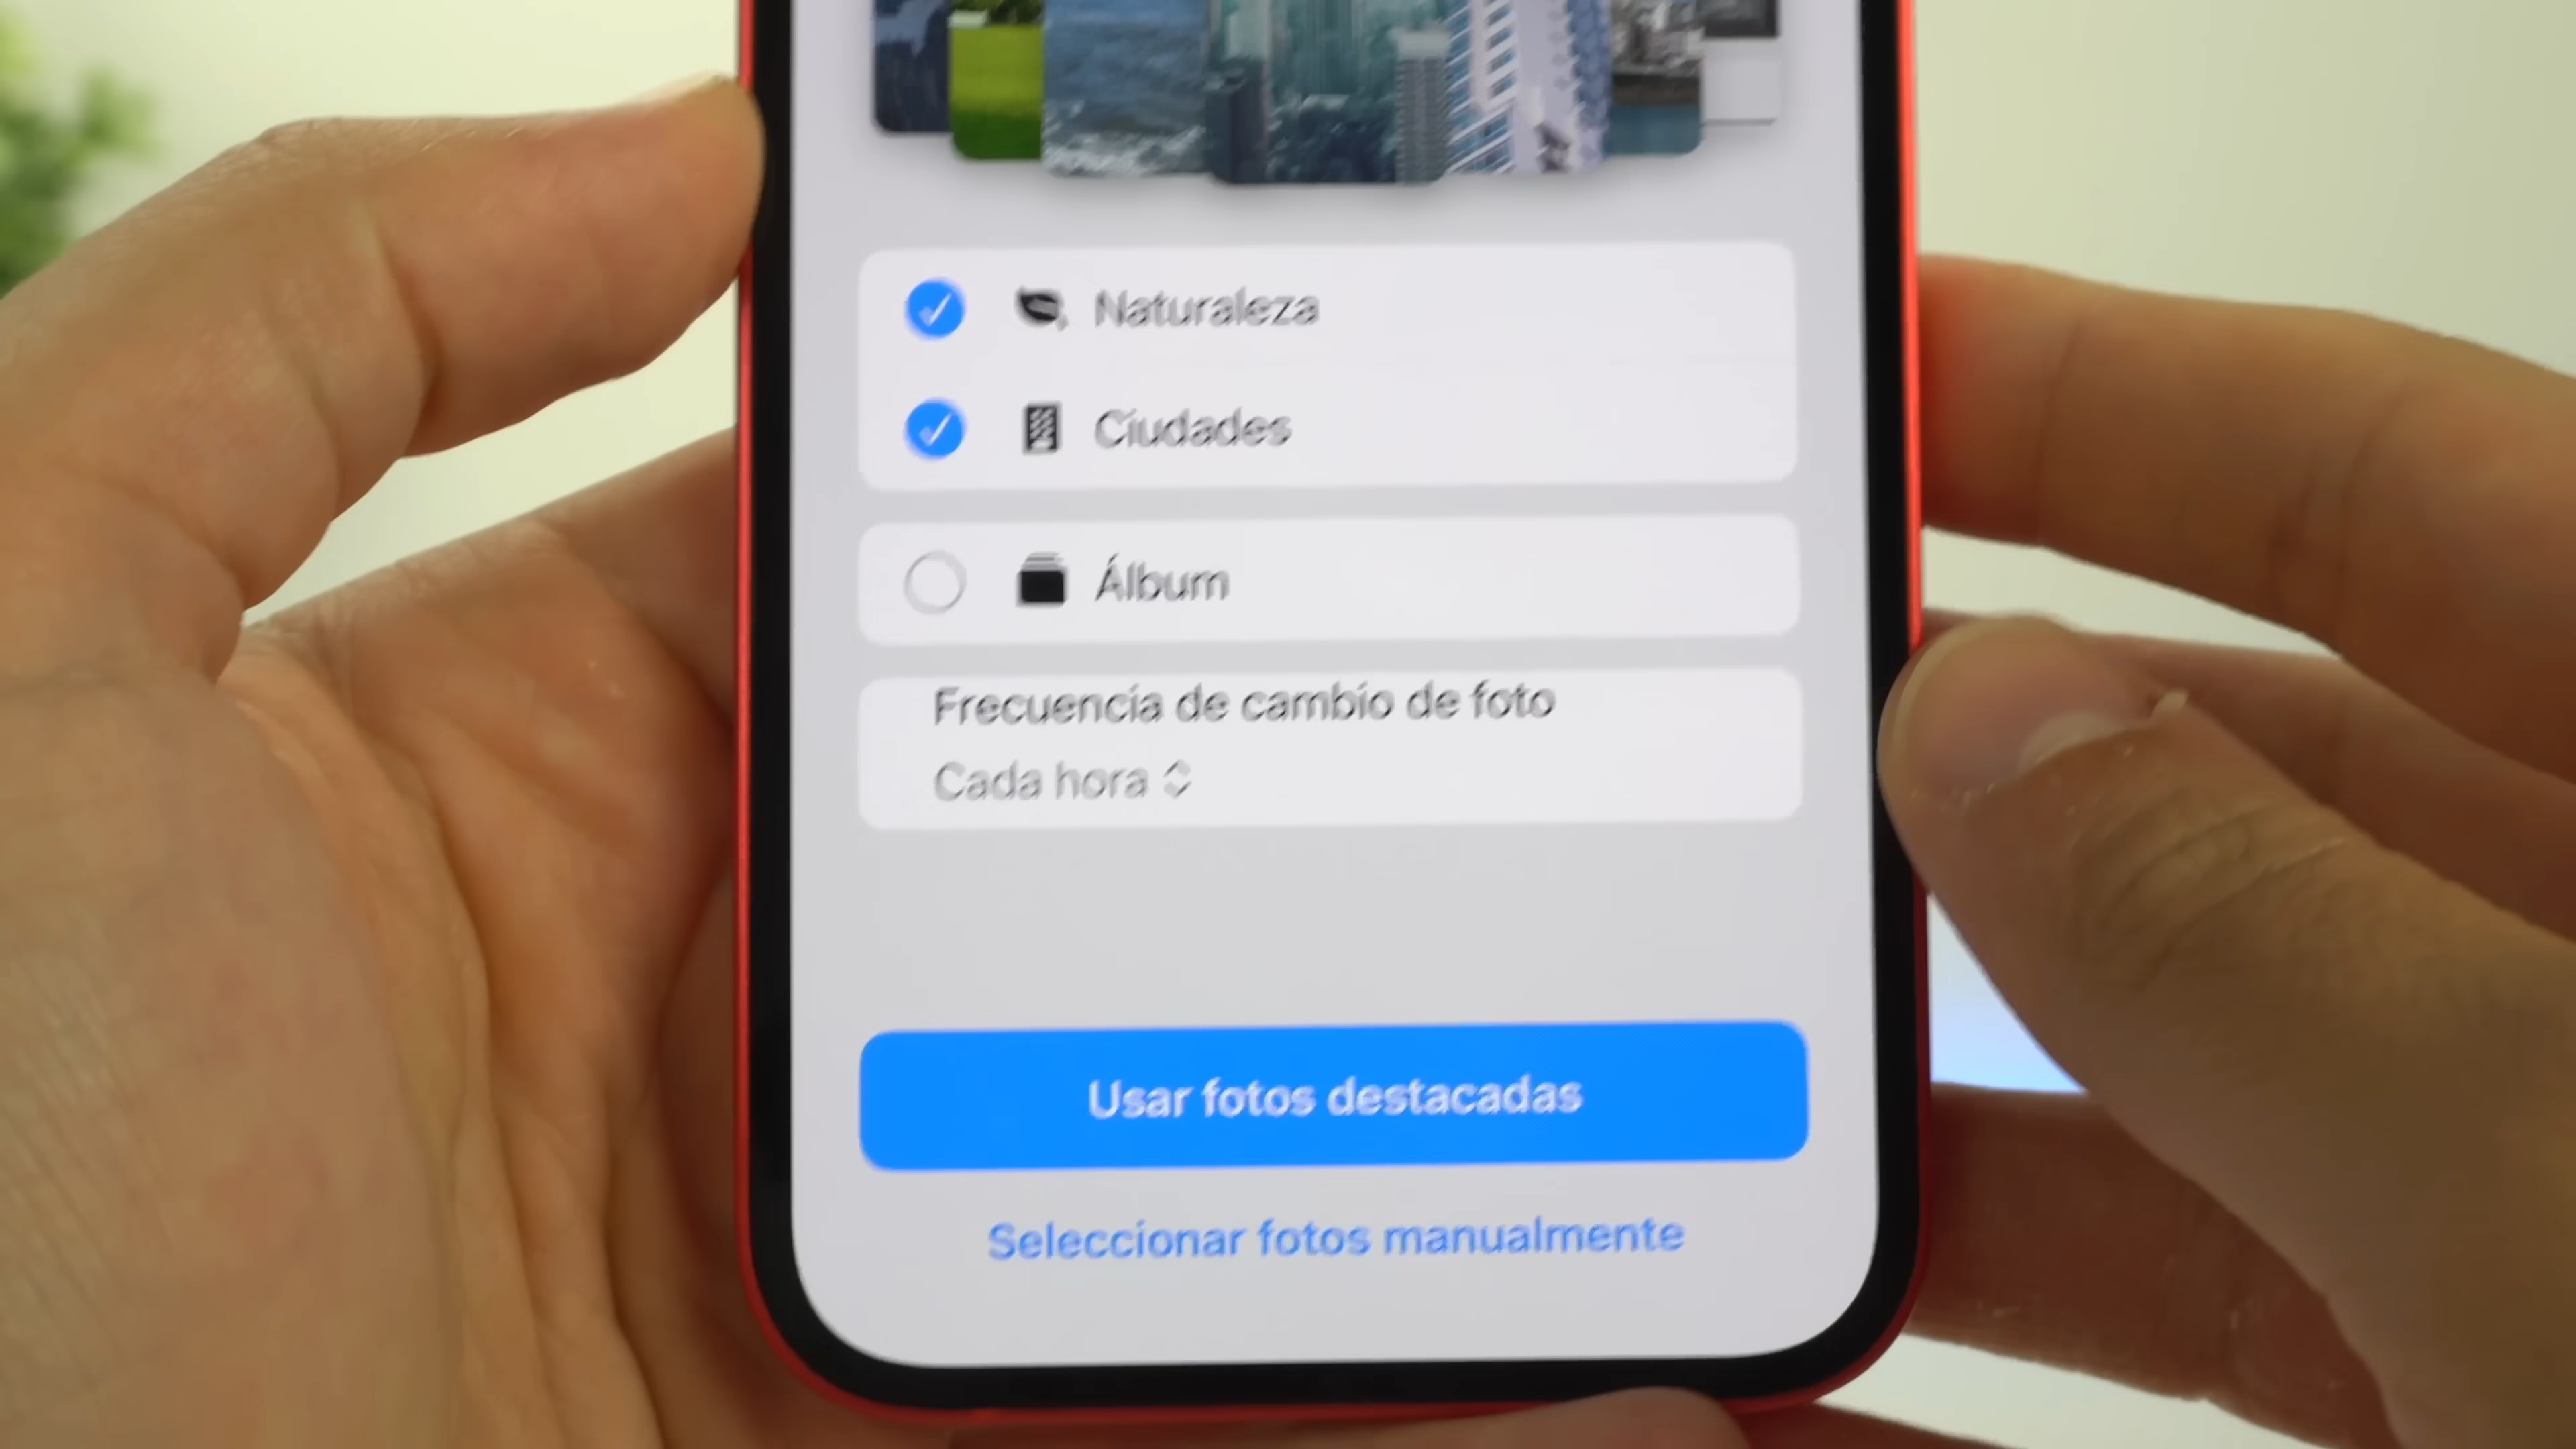 Naturaleza
Ciudades
Álbum
Frecuencia de cambio de foto
Cada hora
Usar fotos destacadas
Seleccionar fotos manualmente